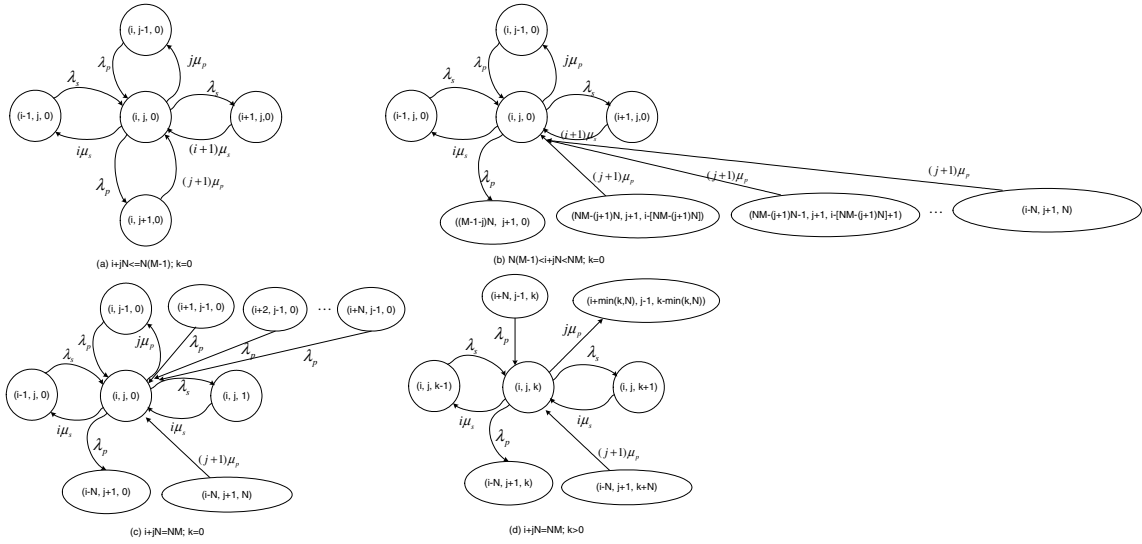 (i, j-1, 0)
λp
jμp
λs
λs
(i-1, j, 0)
(i, j, 0)
(i+1, j,0)
iμs
(i+1)μs
λp
(j+1)μp
(i, j+1,0)
(a) i+jN<=N(M-1); k=0
(i, j-1, 0)
λp
jμp
λs
λs
(i-1, j, 0)
(i, j, 0)
(i+1, j,0)
iμs
(i+1)μs
λp
(j+1)μp
(j+1)μp
(j+1)μp
((M-1-j)N, j+1, 0)
(NM-(j+1)N, j+1, i-[NM-(j+1)N])
(NM-(j+1)N-1, j+1, i-[NM-(j+1)N]+1)
...
(i-N, j+1, N)
(b) N(M-1)<i+jN<NM; k=0
(i, j-1, 0)
(i+1, j-1, 0)
(i+2, j-1, 0)
...
(i+N, j-1, 0)
λp
jμp
λp
λp
λp
λs
λs
(i-1, j, 0)
(i, j, 0)
(i, j, 1)
iμs
iμs
λp
(j+1)μp
(i-N, j+1, 0)
(i-N, j+1, N)
(c) i+jN=NM; k=0
(i+N, j-1, k)
(i+min(k,N), j-1, k-min(k,N))
λp
jμp
λs
λs
(i, j, k-1)
(i, j, k)
(i, j, k+1)
iμs
iμs
λp
(j+1)μp
(i-N, j+1, k)
(i-N, j+1, k+N)
(d) i+jN=NM; k>0